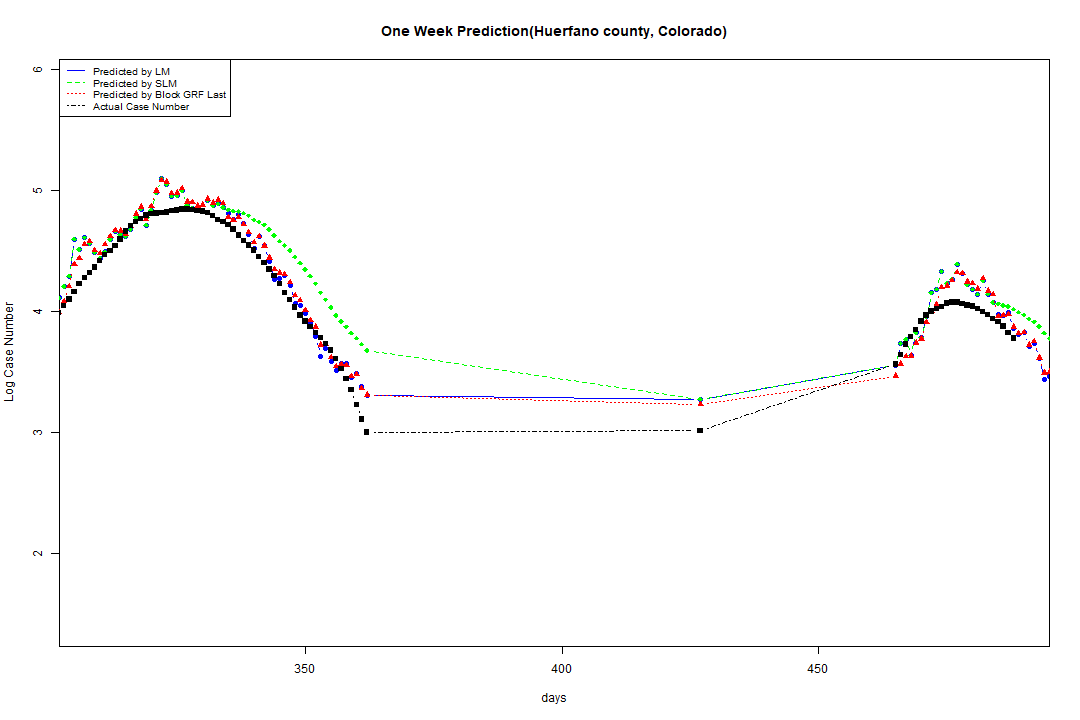 One Week Prediction(Huerfano county, Colorado)
Predicted by LM
Predicted by SLM
Predicted by Block GRF Last
Actual Case Number
6
5
4
3
2
Log Case Number
350
400
450
days